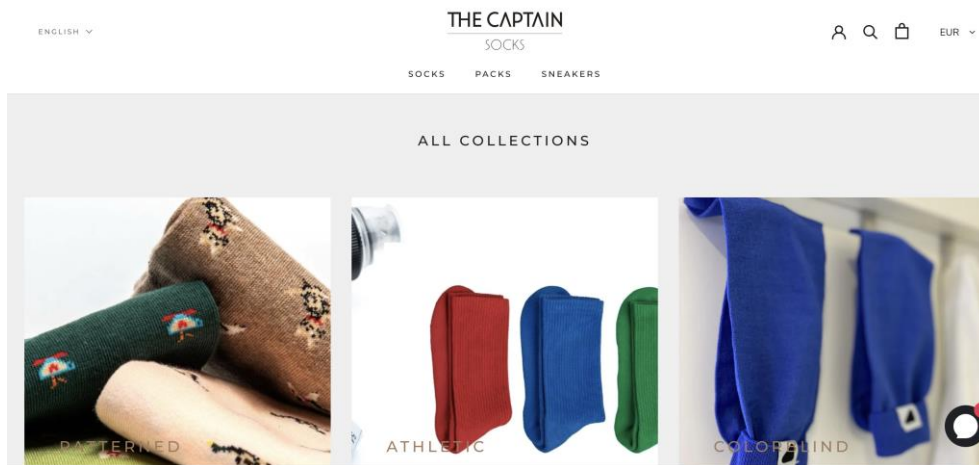 ENGLISH
THE CAPTAIN
SOCKS
EUR
SOCKS PACKS SNEAKERS
ALL COLLECTIONS
PATTERNED
ATHLETIC
COLORBLIND